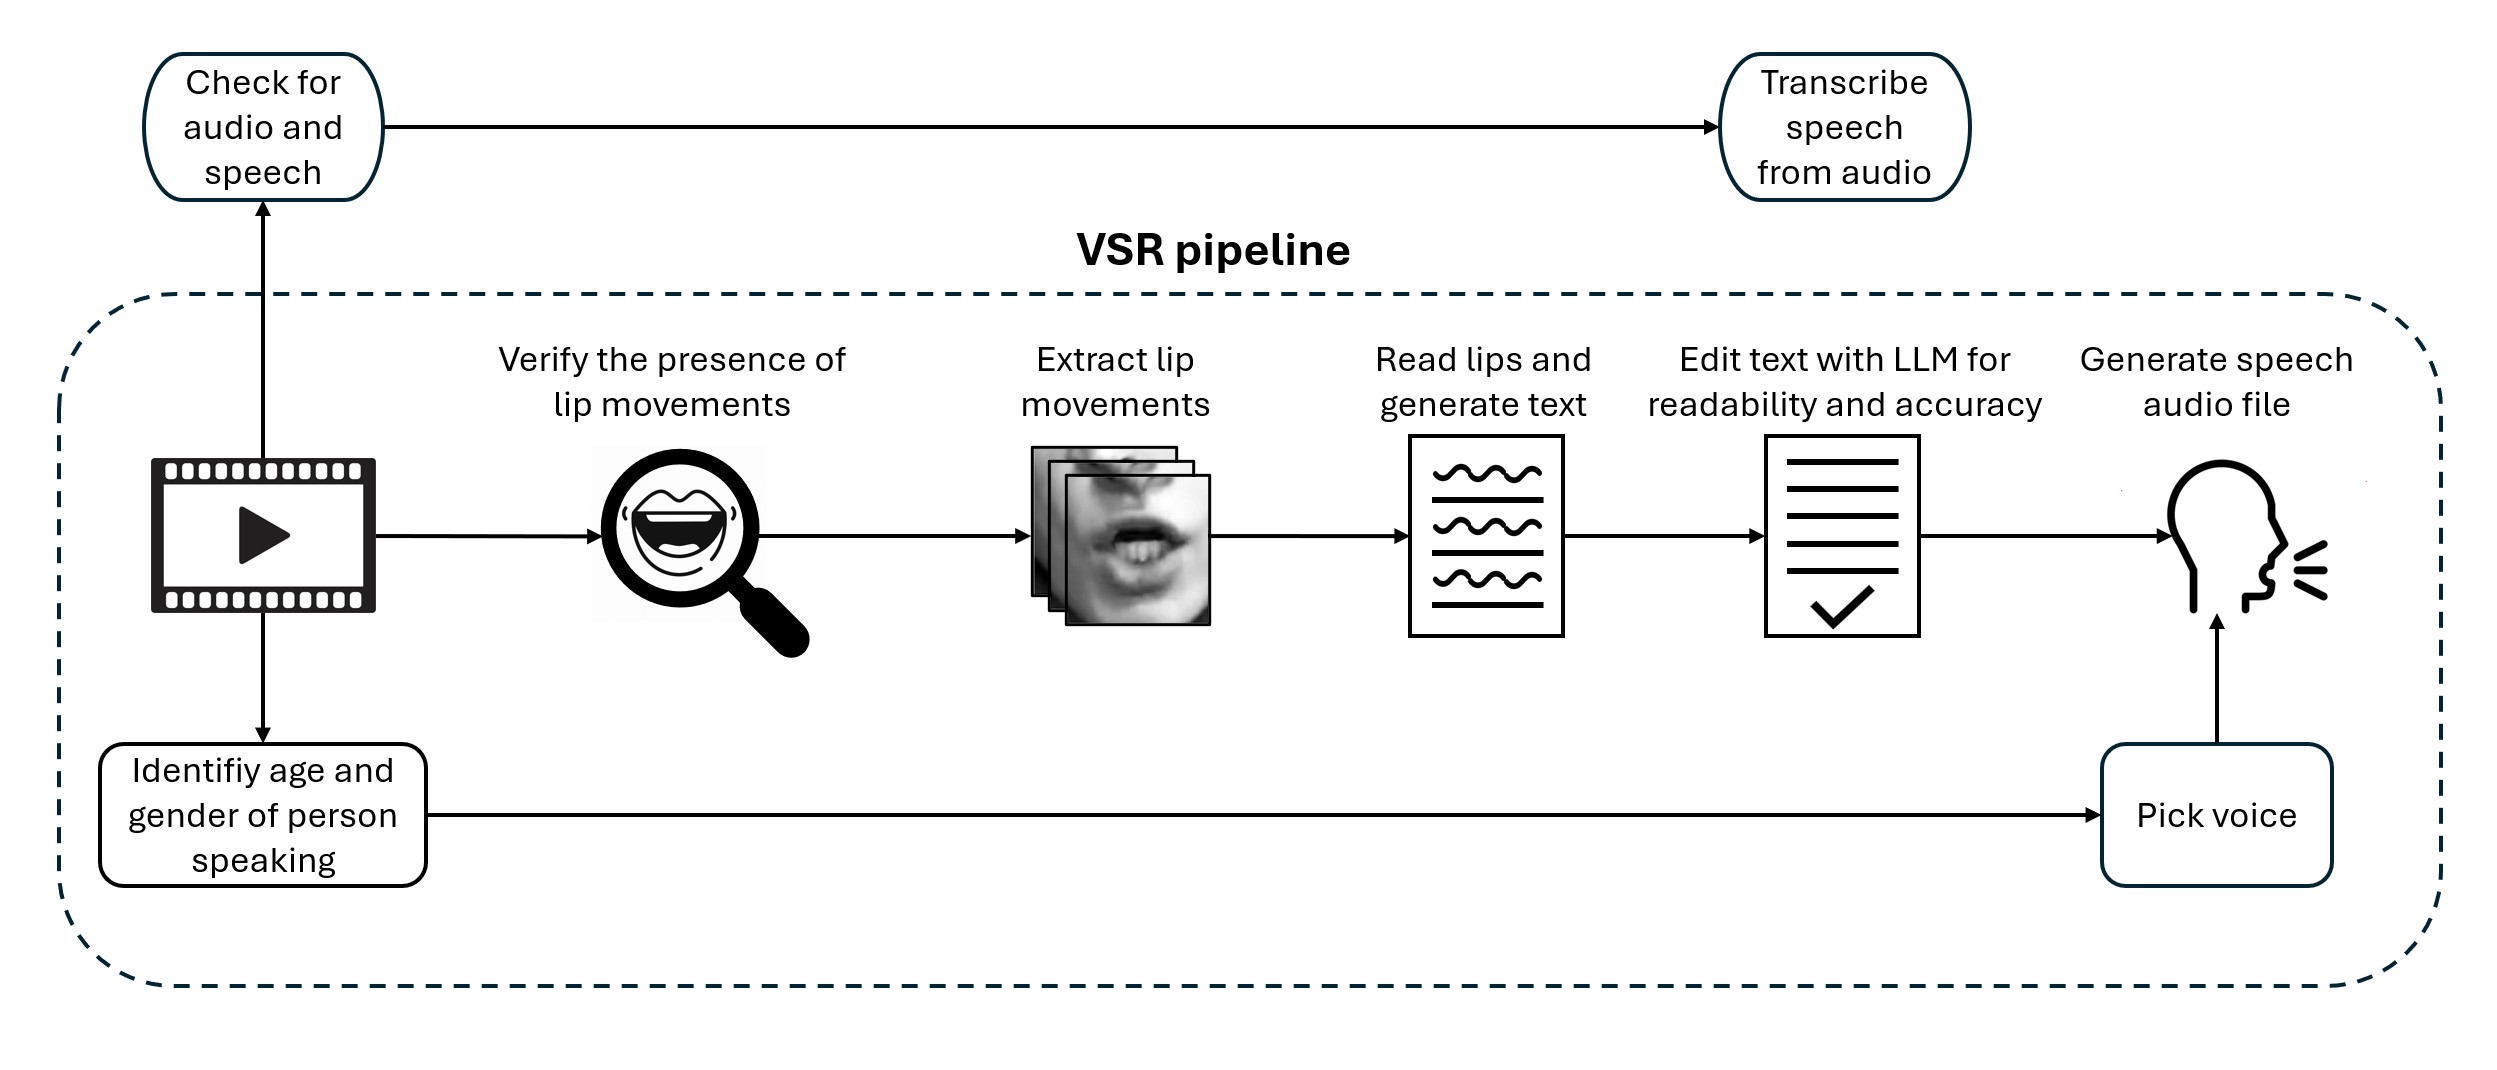 Check for
audio and
speech
Transcribe
speech
from audio
VSR pipeline
Verify the presence of
lip movements
Extract lip
movements
Read lips and
generate text
Edit text with LLM for
readability and accuracy
Generate speech
audio file
Identifiy age and
gender of person
speaking
Pick voice